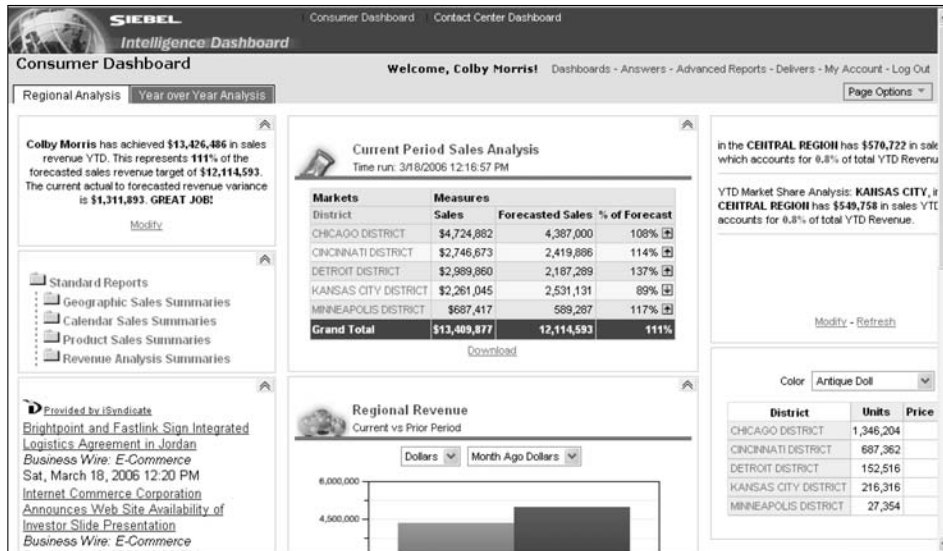 SIEBEL
Intelligence Dashboard
Consumer Dashboard Contact Center Dashboard
Consumer Dashboard
Welcome, Colby Morris! Dashboards - Answers - Advanced Reports - Delivers - My Account - Log Out
Regional Analysis Year over Year Analysis
Page Options
Colby Morris has achieved $13,426,486 in sales
revenue YTD. This represents 111% of the
forecasted sales revenue target of $12,114,593.
The current actual to forecasted revenue variance
is $1,311,893. GREAT JOB!
Modify
Standard Reports
Geographic Sales Summaries
Calendar Sales Summaries
Product Sales Summaries
Revenue Analysis Summaries
Provided by iSyndicate
Brightpoint and Fastlink Sign Integrated
Logistics Agreement in Jordan
Business Wire: E-Commerce
Sat, March 18, 2006 12:20 PM
Internet Commerce Corporation
Announces Web Site Availability of
Investor Slide Presentation
Business Wire: E-Commerce
Current Period Sales Analysis
Time run: 3/18/2006 12:16:57 PM
Markets Measures
District Sales Forecasted Sales % of Forecast
CHICAGO DISTRICT $4,724,882 4,387,000 108%
CINCINNATI DISTRICT $2,746,673 2,419,886 114%
DETROIT DISTRICT $2,989,860 2,187,289 137%
KANSAS CITY DISTRICT $2,261,045 2,531,131 89%
MINNEAPOLIS DISTRICT $687,417 589,287 117%
Grand Total $13,409,877 12,114,593 111%
Download
Regional Revenue
Current vs Prior Period
Dollars Month Ago Dollars
6,000,000
4,500,000
in the CENTRAL REGION has $570,722 in sale
which accounts for 0.8% of total YTD Revenu
YTD Market Share Analysis: KANSAS CITY, i
CENTRAL REGION has $549,758 in sales YTD
accounts for 0.8% of total YTD Revenue.
Modify - Refresh
Color Antique Doll
District Units Price
CHICAGO DISTRICT 1,346,204
CINCINNATI DISTRICT 687,362
DETROIT DISTRICT 152,516
KANSAS CITY DISTRICT 216,316
MINNEAPOLIS DISTRICT 27,354